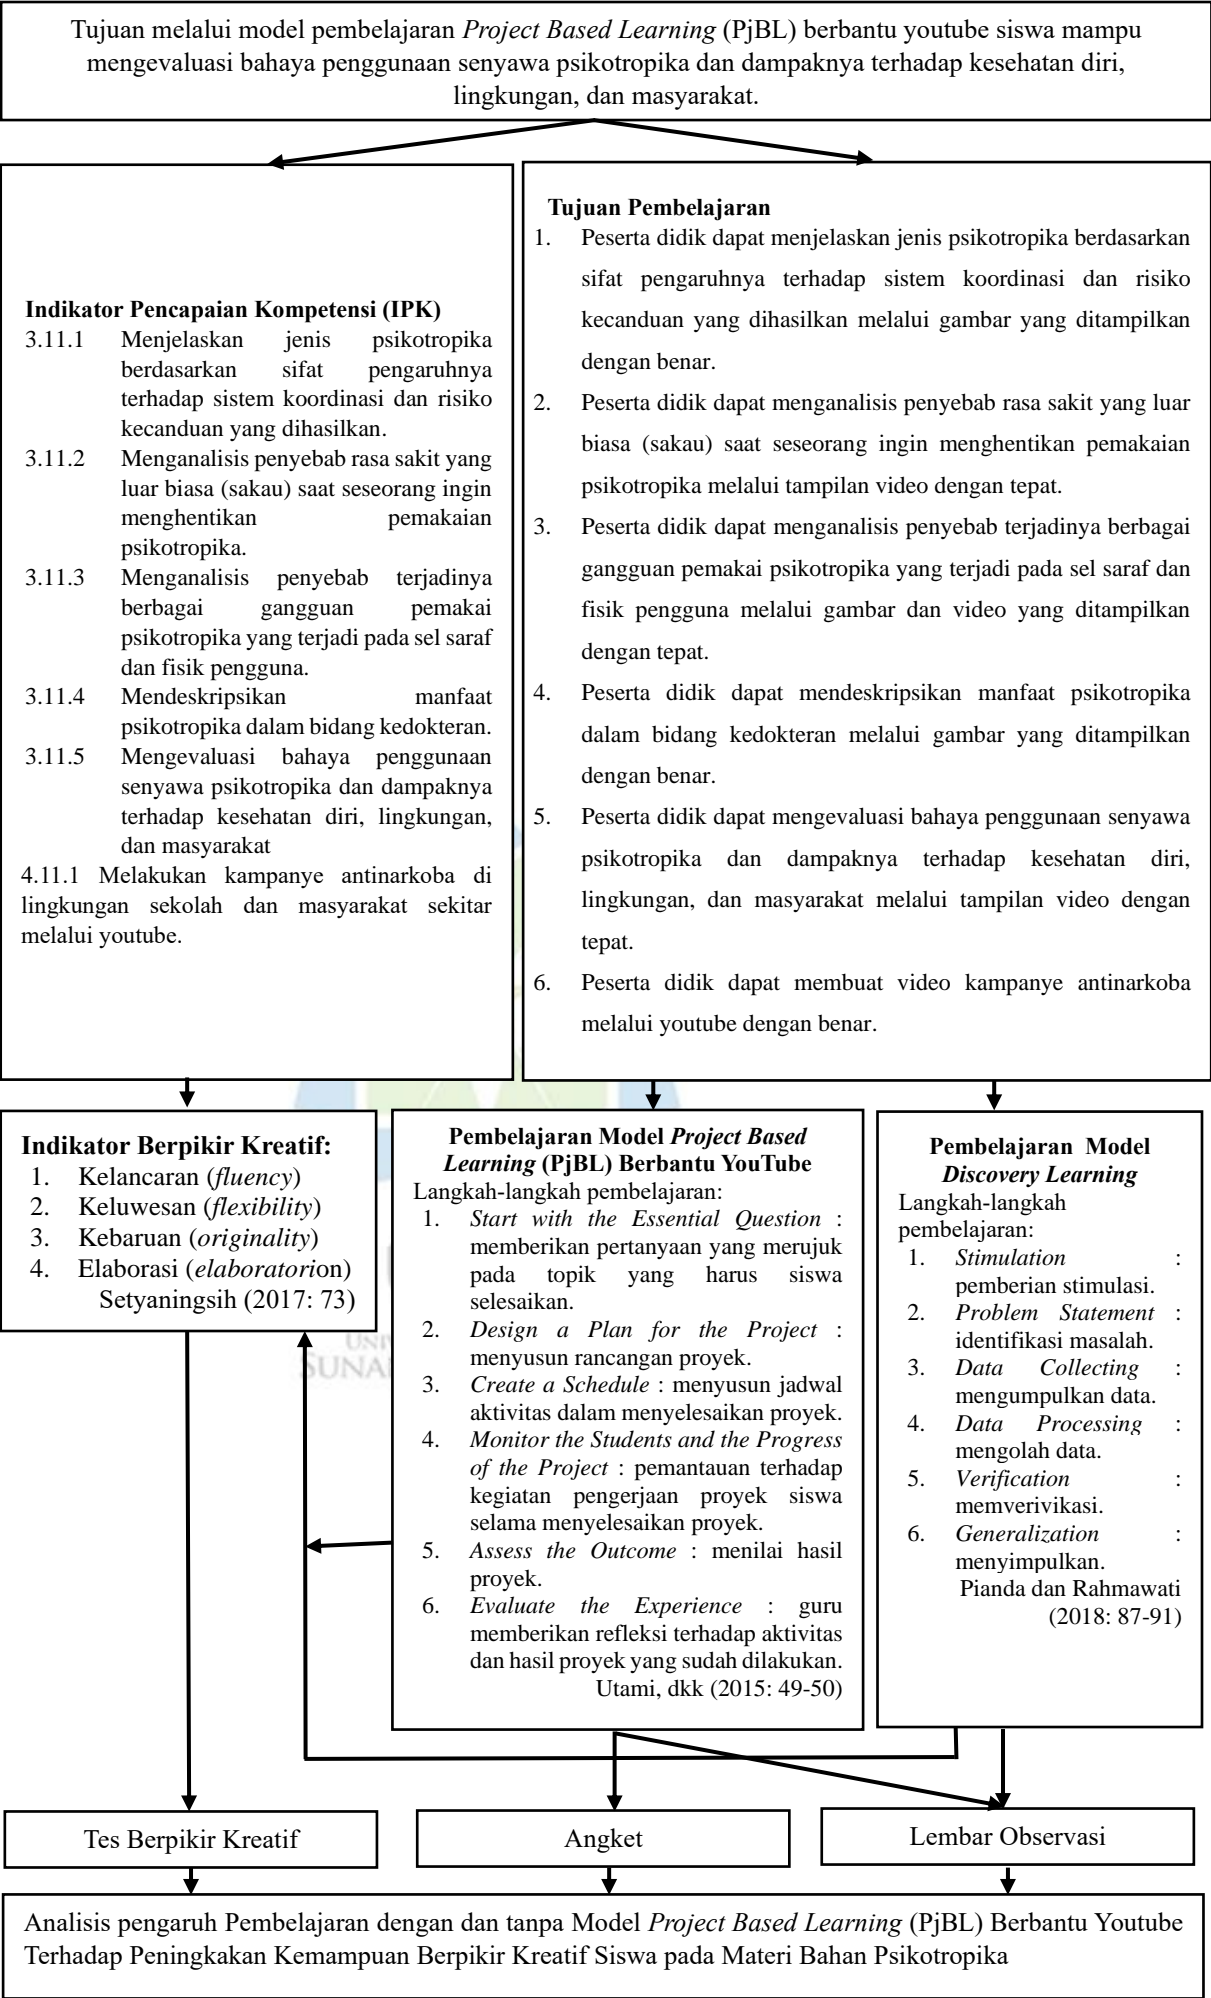 Tujuan melalui model pembelajaran Project Based Learning (PjBL) berbantu youtube siswa mampu
mengevaluasi bahaya penggunaan senyawa psikotropika dan dampaknya terhadap kesehatan diri,
lingkungan, dan masyarakat.
Indikator Pencapaian Kompetensi (IPK)
3.11.1 Menjelaskan jenis psikotropika
berdasarkan sifat pengaruhnya
terhadap sistem koordinasi dan risiko
kecanduan yang dihasilkan.
3.11.2 Menganalisis penyebab rasa sakit yang
luar biasa (sakau) saat seseorang ingin
menghentikan pemakaian
psikotropika.
3.11.3 Menganalisis penyebab terjadinya
berbagai gangguan pemakai
psikotropika yang terjadi pada sel saraf
dan fisik pengguna.
3.11.4 Mendeskripsikan manfaat
psikotropika dalam bidang kedokteran.
3.11.5 Mengevaluasi bahaya penggunaan
senyawa psikotropika dan dampaknya
terhadap kesehatan diri, lingkungan,
dan masyarakat
4.11.1 Melakukan kampanye antinarkoba di
lingkungan sekolah dan masyarakat sekitar
melalui youtube.
Tujuan Pembelajaran
1. Peserta didik dapat menjelaskan jenis psikotropika berdasarkan
sifat pengaruhnya terhadap sistem koordinasi dan risiko
kecanduan yang dihasilkan melalui gambar yang ditampilkan
dengan benar.
2. Peserta didik dapat menganalisis penyebab rasa sakit yang luar
biasa (sakau) saat seseorang ingin menghentikan pemakaian
psikotropika melalui tampilan video dengan tepat.
3. Peserta didik dapat menganalisis penyebab terjadinya berbagai
gangguan pemakai psikotropika yang terjadi pada sel saraf dan
fisik pengguna melalui gambar dan video yang ditampilkan
dengan tepat.
4. Peserta didik dapat mendeskripsikan manfaat psikotropika
dalam bidang kedokteran melalui gambar yang ditampilkan
dengan benar.
5. Peserta didik dapat mengevaluasi bahaya penggunaan senyawa
psikotropika dan dampaknya terhadap kesehatan diri,
lingkungan, dan masyarakat melalui tampilan video dengan
tepat.
6. Peserta didik dapat membuat video kampanye antinarkoba
melalui youtube dengan benar.
Indikator Berpikir Kreatif:
1. Kelancaran (fluency)
2. Keluwesan (flexibility)
3. Kebaruan (originality)
4. Elaborasi (elaboratorion)
Setyaningsih (2017: 73)
Pembelajaran Model Project Based
Learning (PjBL) Berbantu YouTube
Langkah-langkah pembelajaran:
1. Start with the Essential Question :
memberikan pertanyaan yang merujuk
pada topik yang harus siswa
selesaikan.
2. Design a Plan for the Project :
menyusun rancangan proyek.
3. Create a Schedule : menyusun jadwal
aktivitas dalam menyelesaikan proyek.
4. Monitor the Students and the Progress
of the Project : pemantauan terhadap
kegiatan pengerjaan proyek siswa
selama menyelesaikan proyek.
5. Assess the Outcome : menilai hasil
proyek.
6. Evaluate the Experience : guru
memberikan refleksi terhadap aktivitas
dan hasil proyek yang sudah dilakukan.
Utami, dkk (2015: 49-50)
Pembelajaran Model
Discovery Learning
Langkah-langkah
pembelajaran:
1. Stimulation :
pemberian stimulasi.
2. Problem Statement :
identifikasi masalah.
3. Data Collecting :
mengumpulkan data.
4. Data Processing :
mengolah data.
5. Verification :
memverivikasi.
6. Generalization :
menyimpulkan.
Pianda dan Rahmawati
(2018: 87-91)
Tes Berpikir Kreatif
Angket
Lembar Observasi
Analisis pengaruh Pembelajaran dengan dan tanpa Model Project Based Learning (PjBL) Berbantu Youtube
Terhadap Peningkakan Kemampuan Berpikir Kreatif Siswa pada Materi Bahan Psikotropika